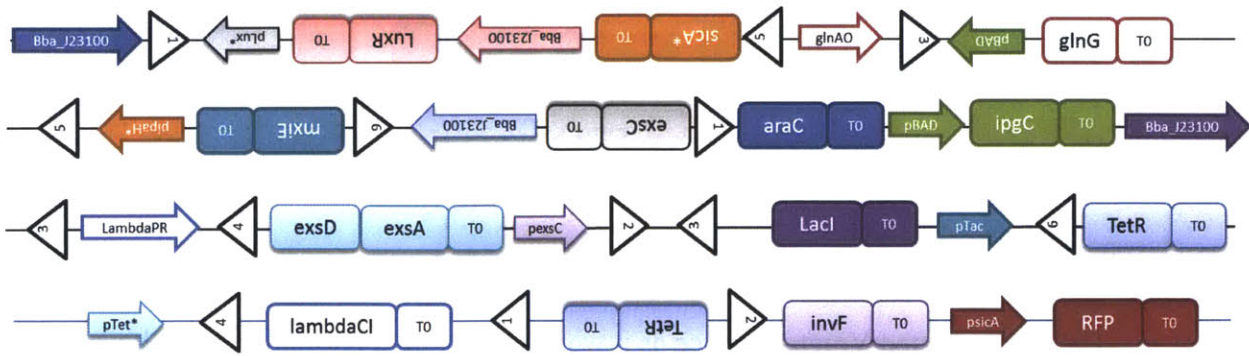 Bba_J23100 1 pLux* T0 LuxR Bba_J23100 T0 sicA* 5 glnAO 3 pBAD glnG T0
5 pipaH* T0 mxiE 6 Bba_J23100 T0 exsC 1 araC T0 pBAD ipgC T0 Bba_J23100
3 LambdaPR 4 exsD exsA T0 pexsC 2 3 LacI T0 pTac 6 TetR T0
pTet* 4 lambdaCI T0 1 T0 TetR 2 invF T0 psicA RFP T0